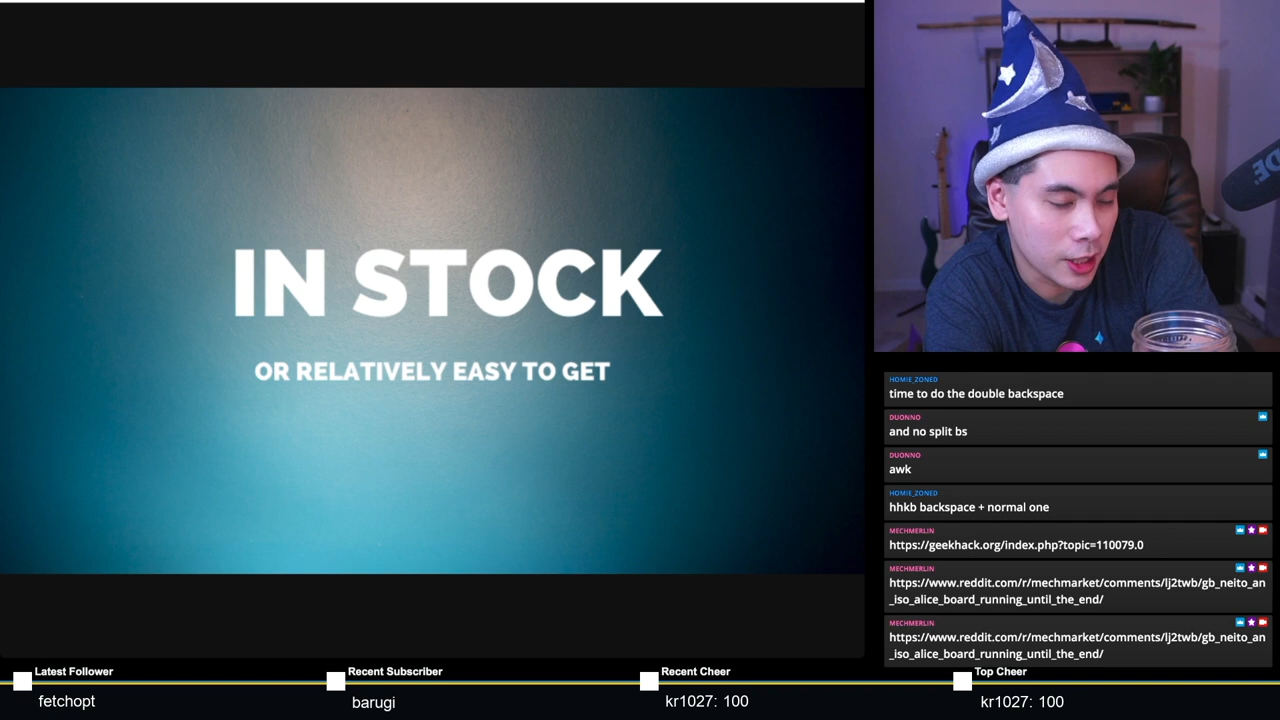 IN STOCK
OR RELATIVELY EASY TO GET
HOMIE_ZONED
time to do the double backspace
DUONNO
and no split bs
DUONNO
awk
HOMIE_ZONED
hhkb backspace + normal one
MECHMERLIN
https://geekhack.org/index.php?topic=110079.0
MECHMERLIN
https://www.reddit.com/r/mechmarket/comments/lj2twb/gb_neito_an
_iso_alice_board_running_until_the_end/
MECHMERLIN
https://www.reddit.com/r/mechmarket/comments/lj2twb/gb_neito_an
_iso_alice_board_running_until_the_end/
Latest Follower
fetchopt
Recent Subscriber
barugi
Recent Cheer
kr1027: 100
Top Cheer
kr1027: 100